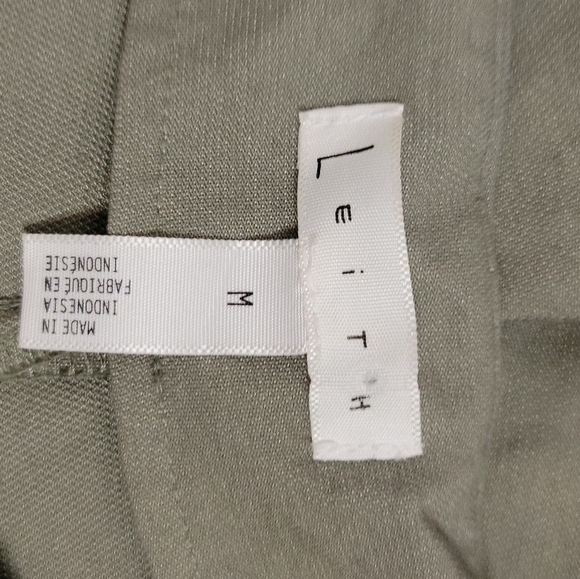 LEiTH
M
MADE IN
INDONESIA
FABRIQUÉ EN
INDONÉSIE